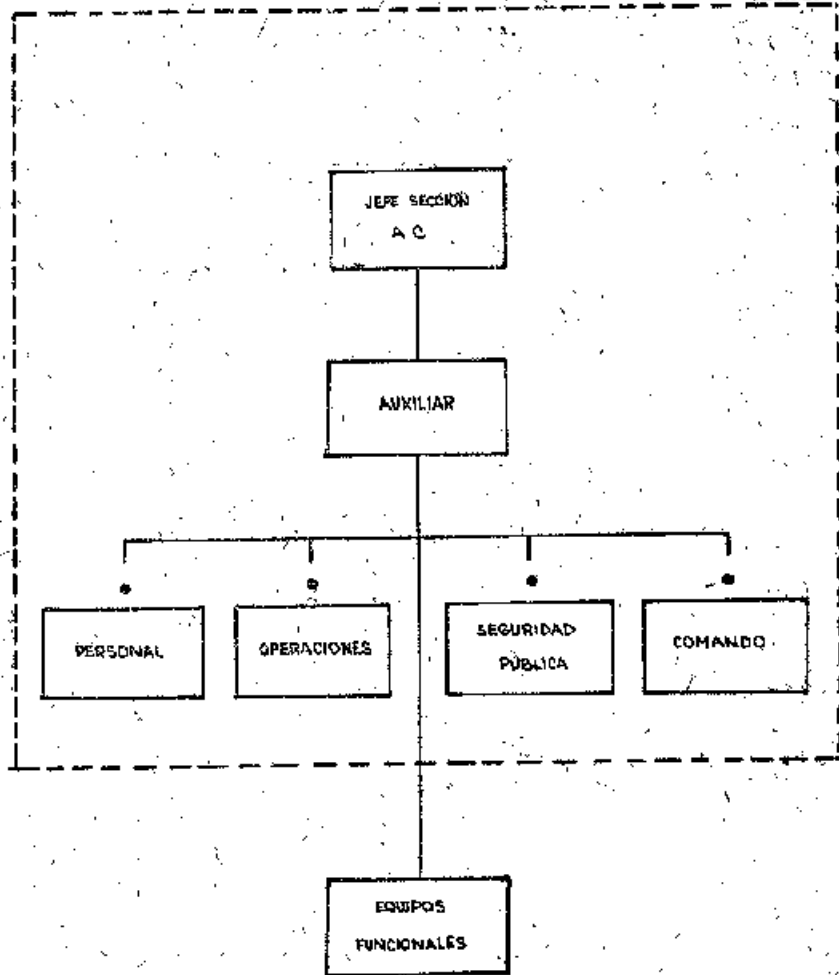 JEFE SECCIÓN
A C
AUXILIAR
PERSONAL
OPERACIONES
SEGURIDAD
PÚBLICA
COMANDO
EQUIPOS
FUNCIONALES